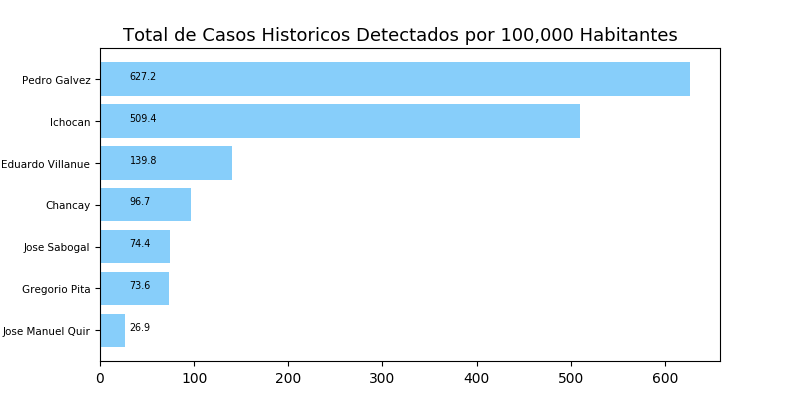 Total de Casos Historicos Detectados por 100,000 Habitantes
Pedro Galvez 627.2
Ichocan 509.4
Eduardo Villanue 139.8
Chancay 96.7
Jose Sabogal 74.4
Gregorio Pita 73.6
Jose Manuel Quir 26.9
0 100 200 300 400 500 600